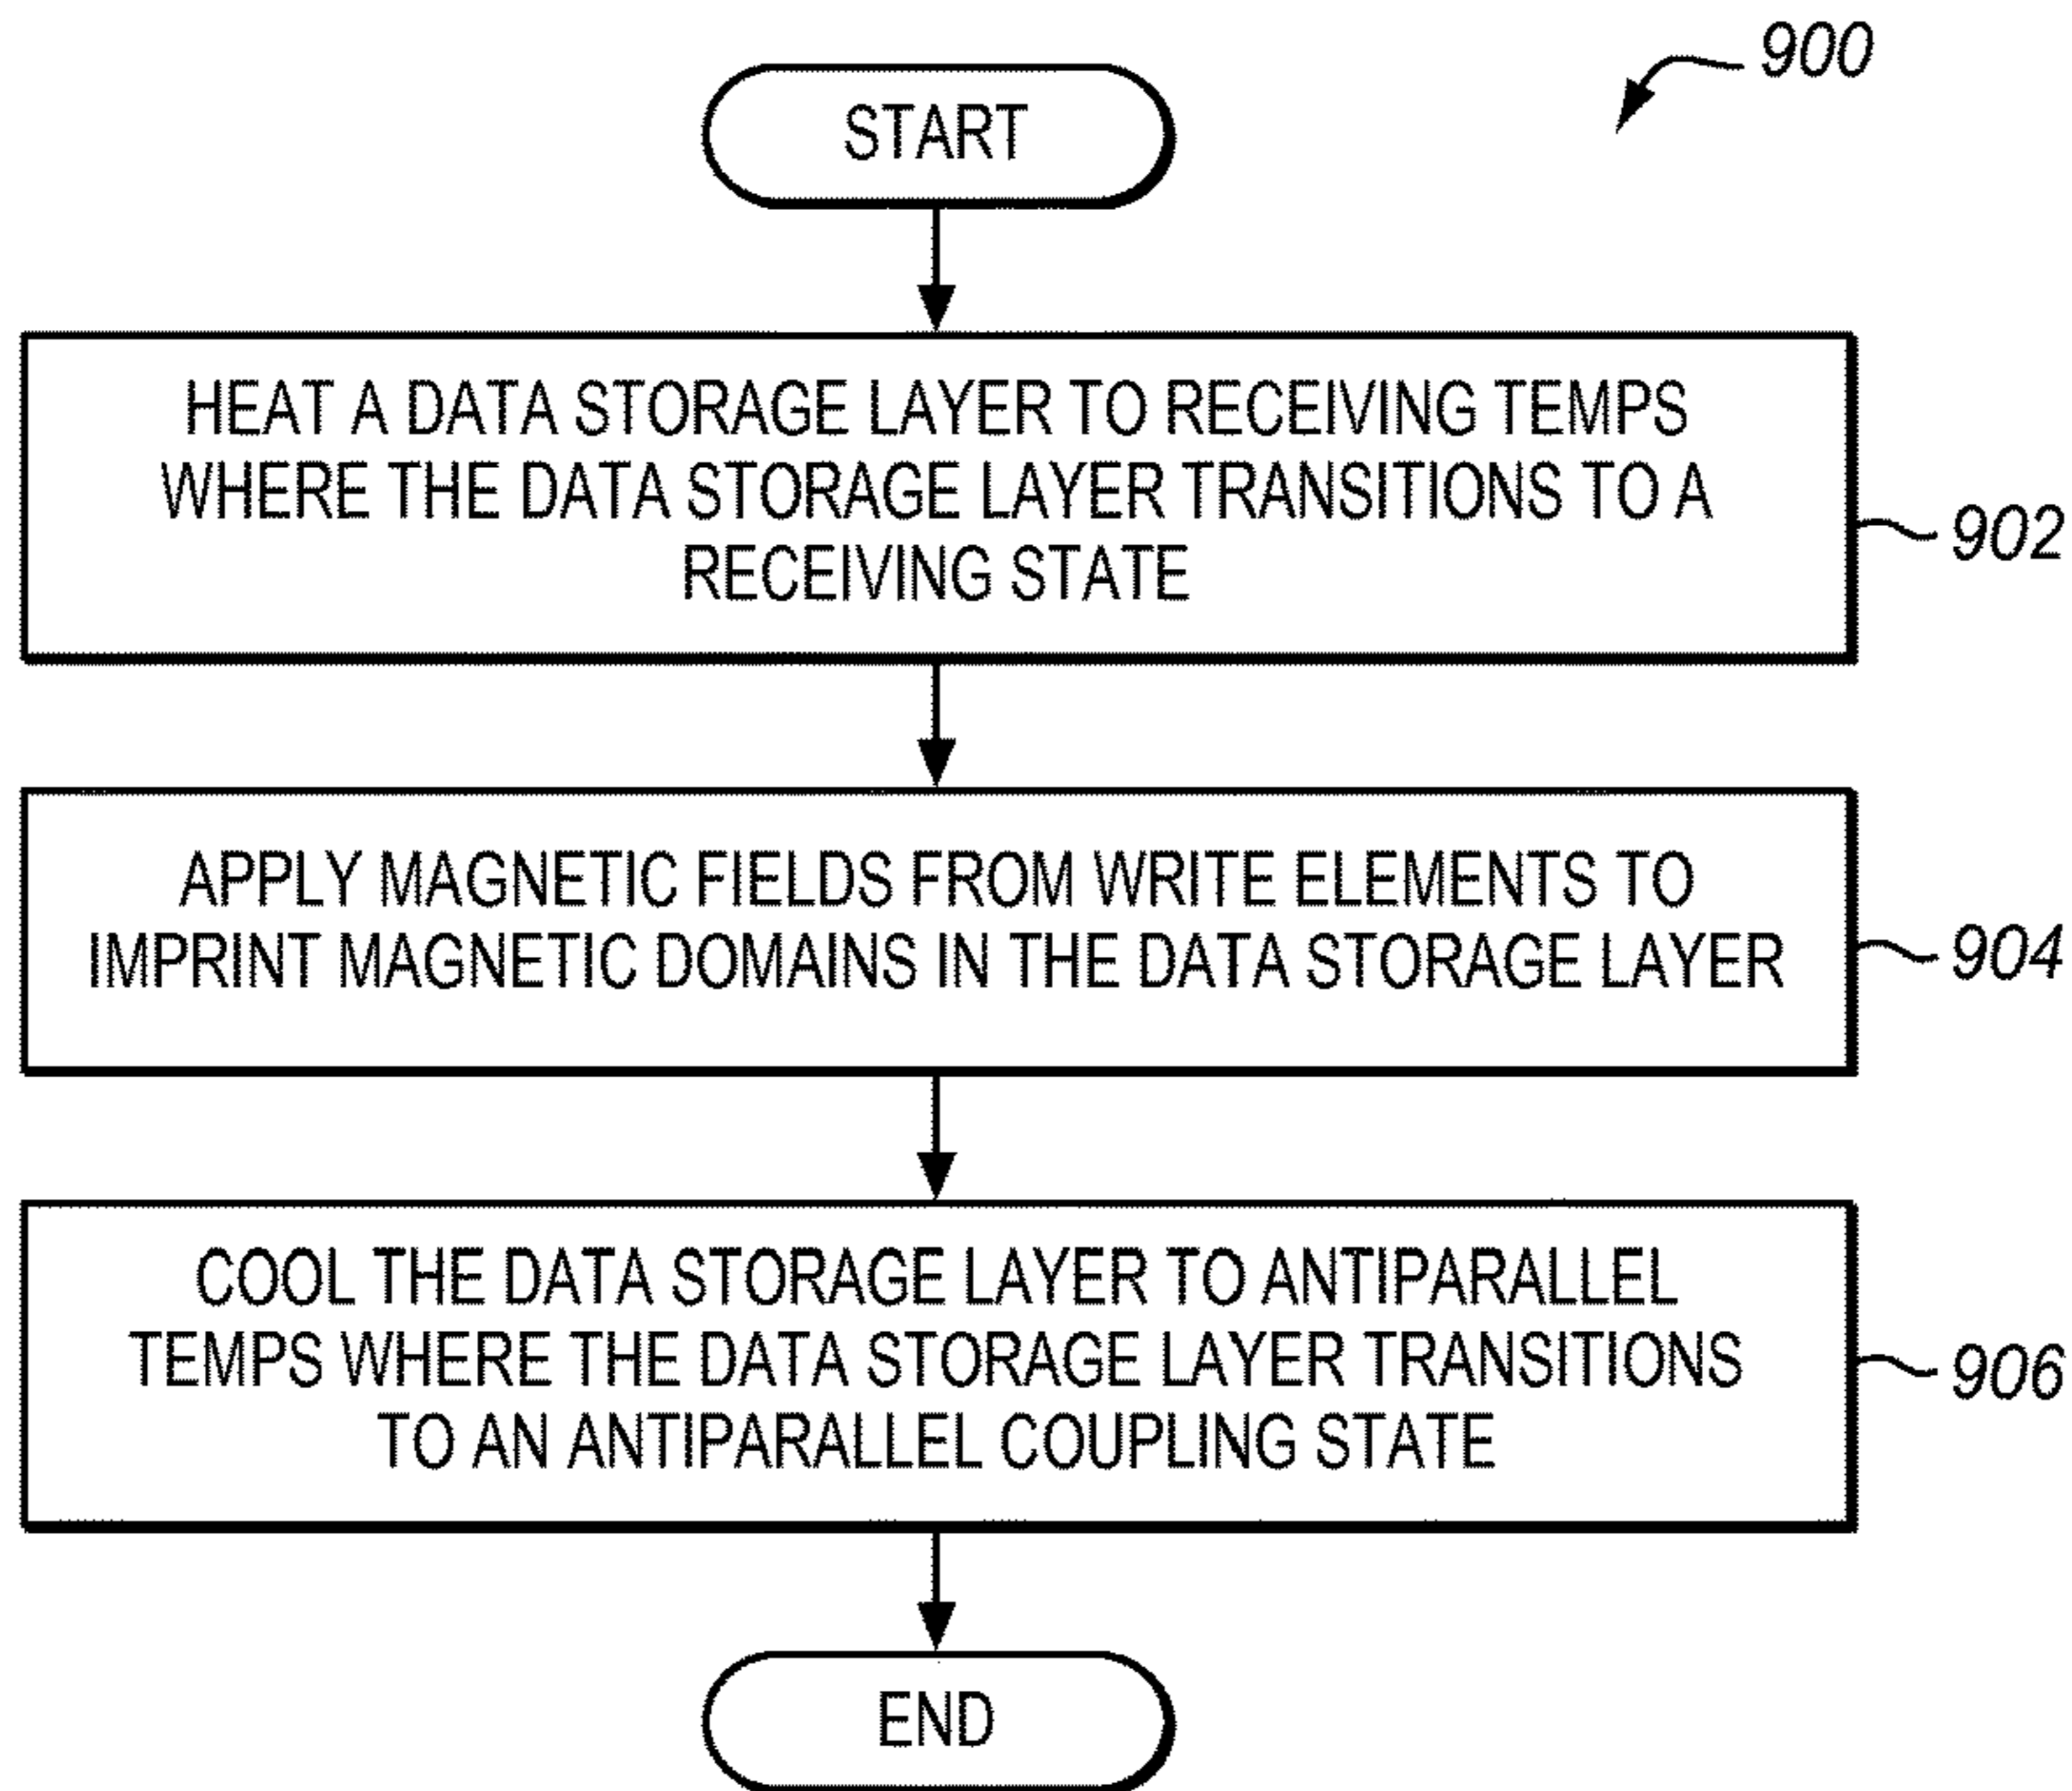 900
START
HEAT A DATA STORAGE LAYER TO RECEIVING TEMPS
WHERE THE DATA STORAGE LAYER TRANSITIONS TO A
RECEIVING STATE
902
APPLY MAGNETIC FIELDS FROM WRITE ELEMENTS TO
IMPRINT MAGNETIC DOMAINS IN THE DATA STORAGE LAYER
904
COOL THE DATA STORAGE LAYER TO ANTIPARALLEL
TEMPS WHERE THE DATA STORAGE LAYER TRANSITIONS
TO AN ANTIPARALLEL COUPLING STATE
906
END